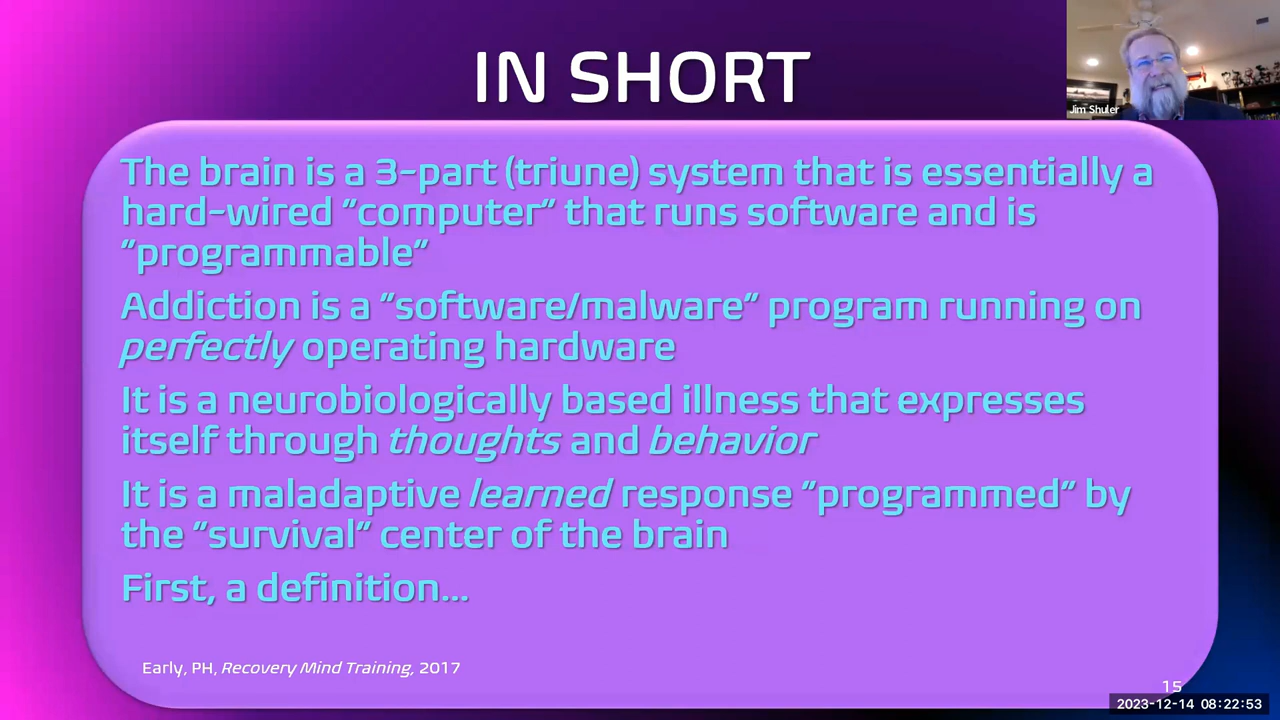 IN SHORT
Jim Shuler
The brain is a 3-part (triune) system that is essentially a
hard-wired "computer" that runs software and is
"programmable"
Addiction is a "software/malware" program running on
perfectly operating hardware
It is a neurobiologically based illness that expresses
itself through thoughts and behavior
It is a maladaptive learned response "programmed" by
the "survival" center of the brain
First, a definition...
Early, PH, Recovery Mind Training, 2017
15
2023-12-14 08:22:53